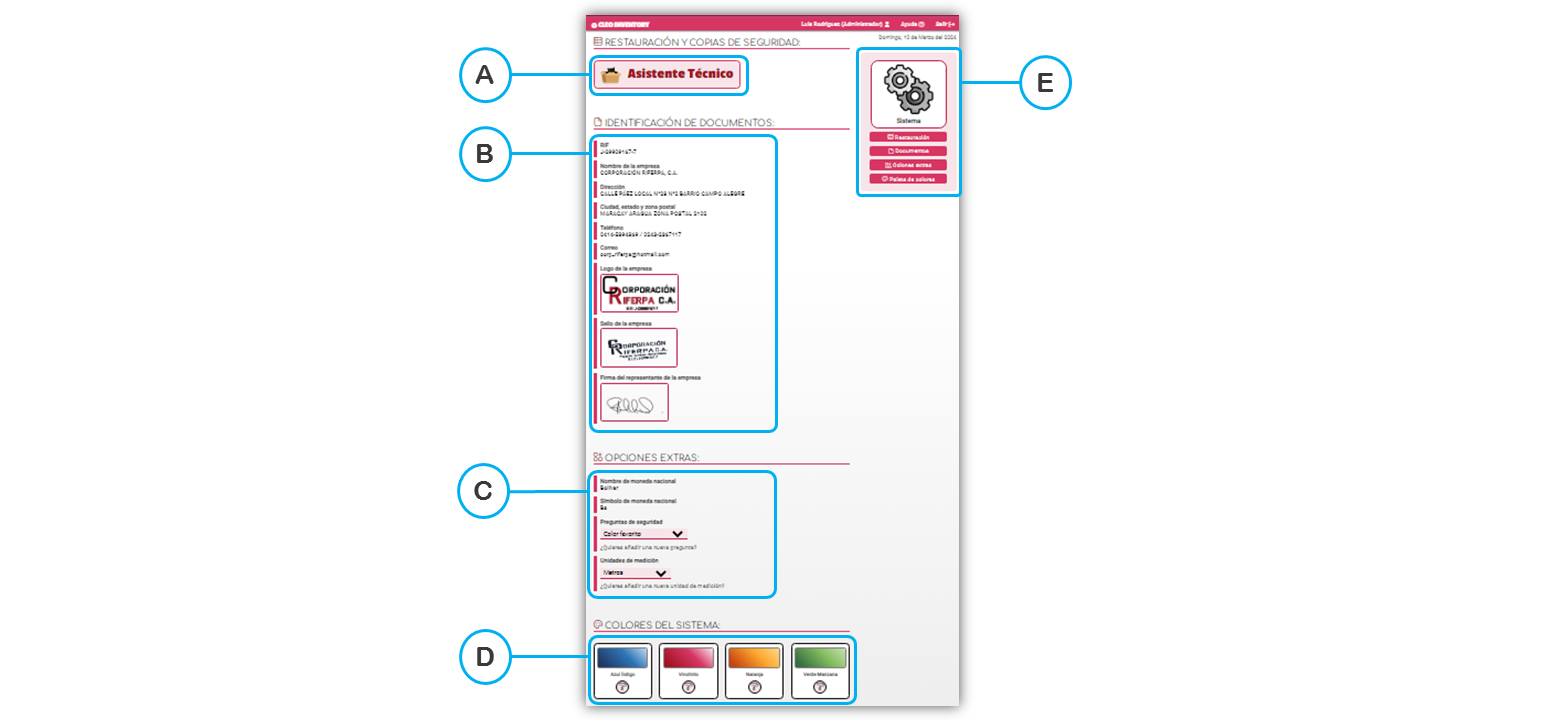 CLEO INVENTORY
Luis Rodríguez (Administrador)
Ayuda
Salir
Domingo, 10 de Marzo del 2024
RESTAURACIÓN Y COPIAS DE SEGURIDAD:
A
Asistente Técnico
E
Sistema
Restauración
Documentos
Colores extras
Paleta de colores
IDENTIFICACIÓN DE DOCUMENTOS:
B
RIF
Nombre de la empresa
CORPORACIÓN RIFERPA, C.A.
Dirección
CALLE PÁEZ LOCAL Nº29 Nº2 BARRIO CAMPO ALEGRE
Ciudad, estado y zona postal
MARACAY ARAGUA ZONA POSTAL 2102
Teléfono
Correo
corp_riferpa@hotmail.com
Logo de la empresa
CORPORACIÓN
RIFERPA C.A.
Sello de la empresa
CORPORACIÓN
RIFERPA C.A.
Firma del representante de la empresa
OPCIONES EXTRAS:
C
Nombre de moneda nacional
Bolívar
Símbolo de moneda nacional
Bs
Preguntas de seguridad
Color favorito
¿Quieres añadir una nueva pregunta?
Unidades de medición
Metros
¿Quieres añadir una nueva unidad de medición?
COLORES DEL SISTEMA:
D
Azul Índigo
Vinotinto
Naranja
Verde Manzana